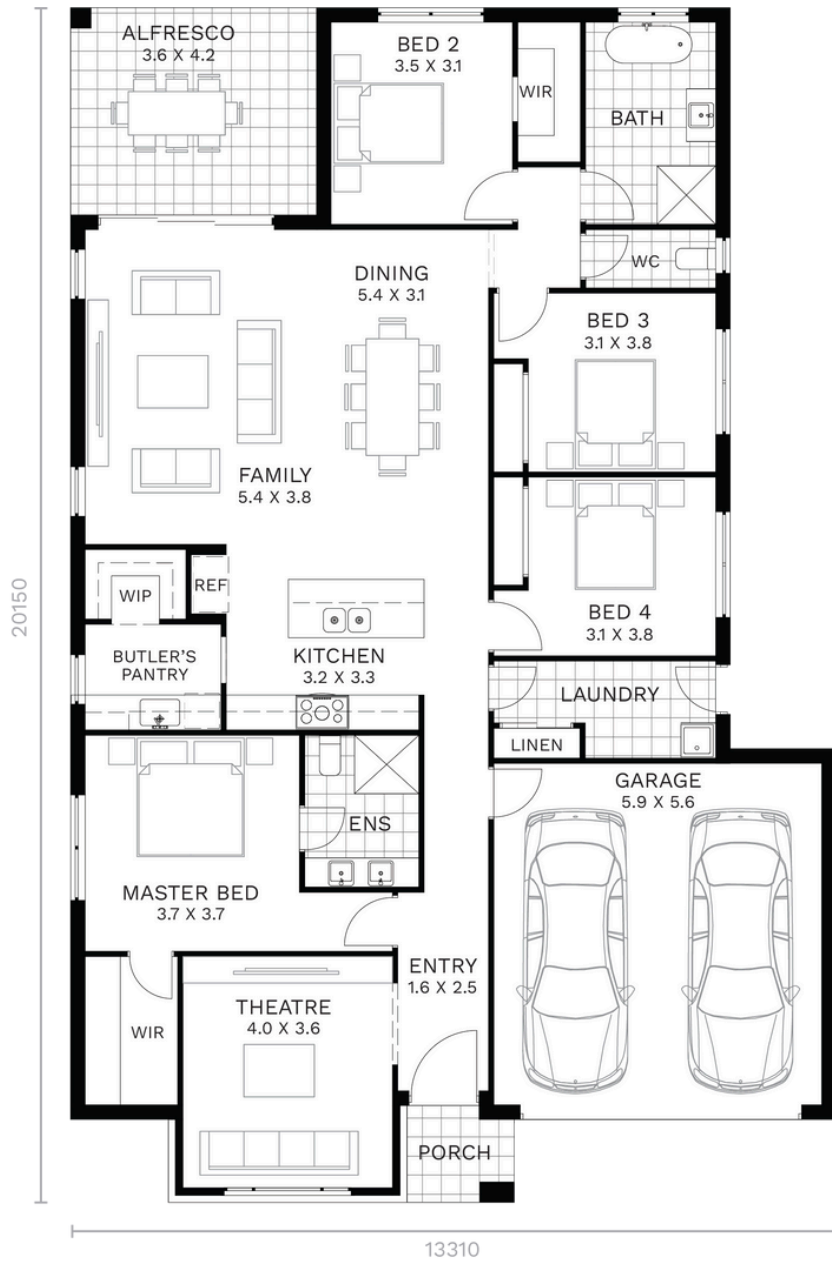 ALFRESCO
3.6 X 4.2
BED 2
3.5 X 3.1
WIR
BATH
WC
DINING
5.4 X 3.1
BED 3
3.1 X 3.8
FAMILY
5.4 X 3.8
WIP
REF
BED 4
3.1 X 3.8
BUTLER'S
PANTRY
KITCHEN
3.2 X 3.3
LAUNDRY
LINEN
GARAGE
5.9 X 5.6
ENS
MASTER BED
3.7 X 3.7
ENTRY
1.6 X 2.5
THEATRE
4.0 X 3.6
WIR
PORCH
20150
13310